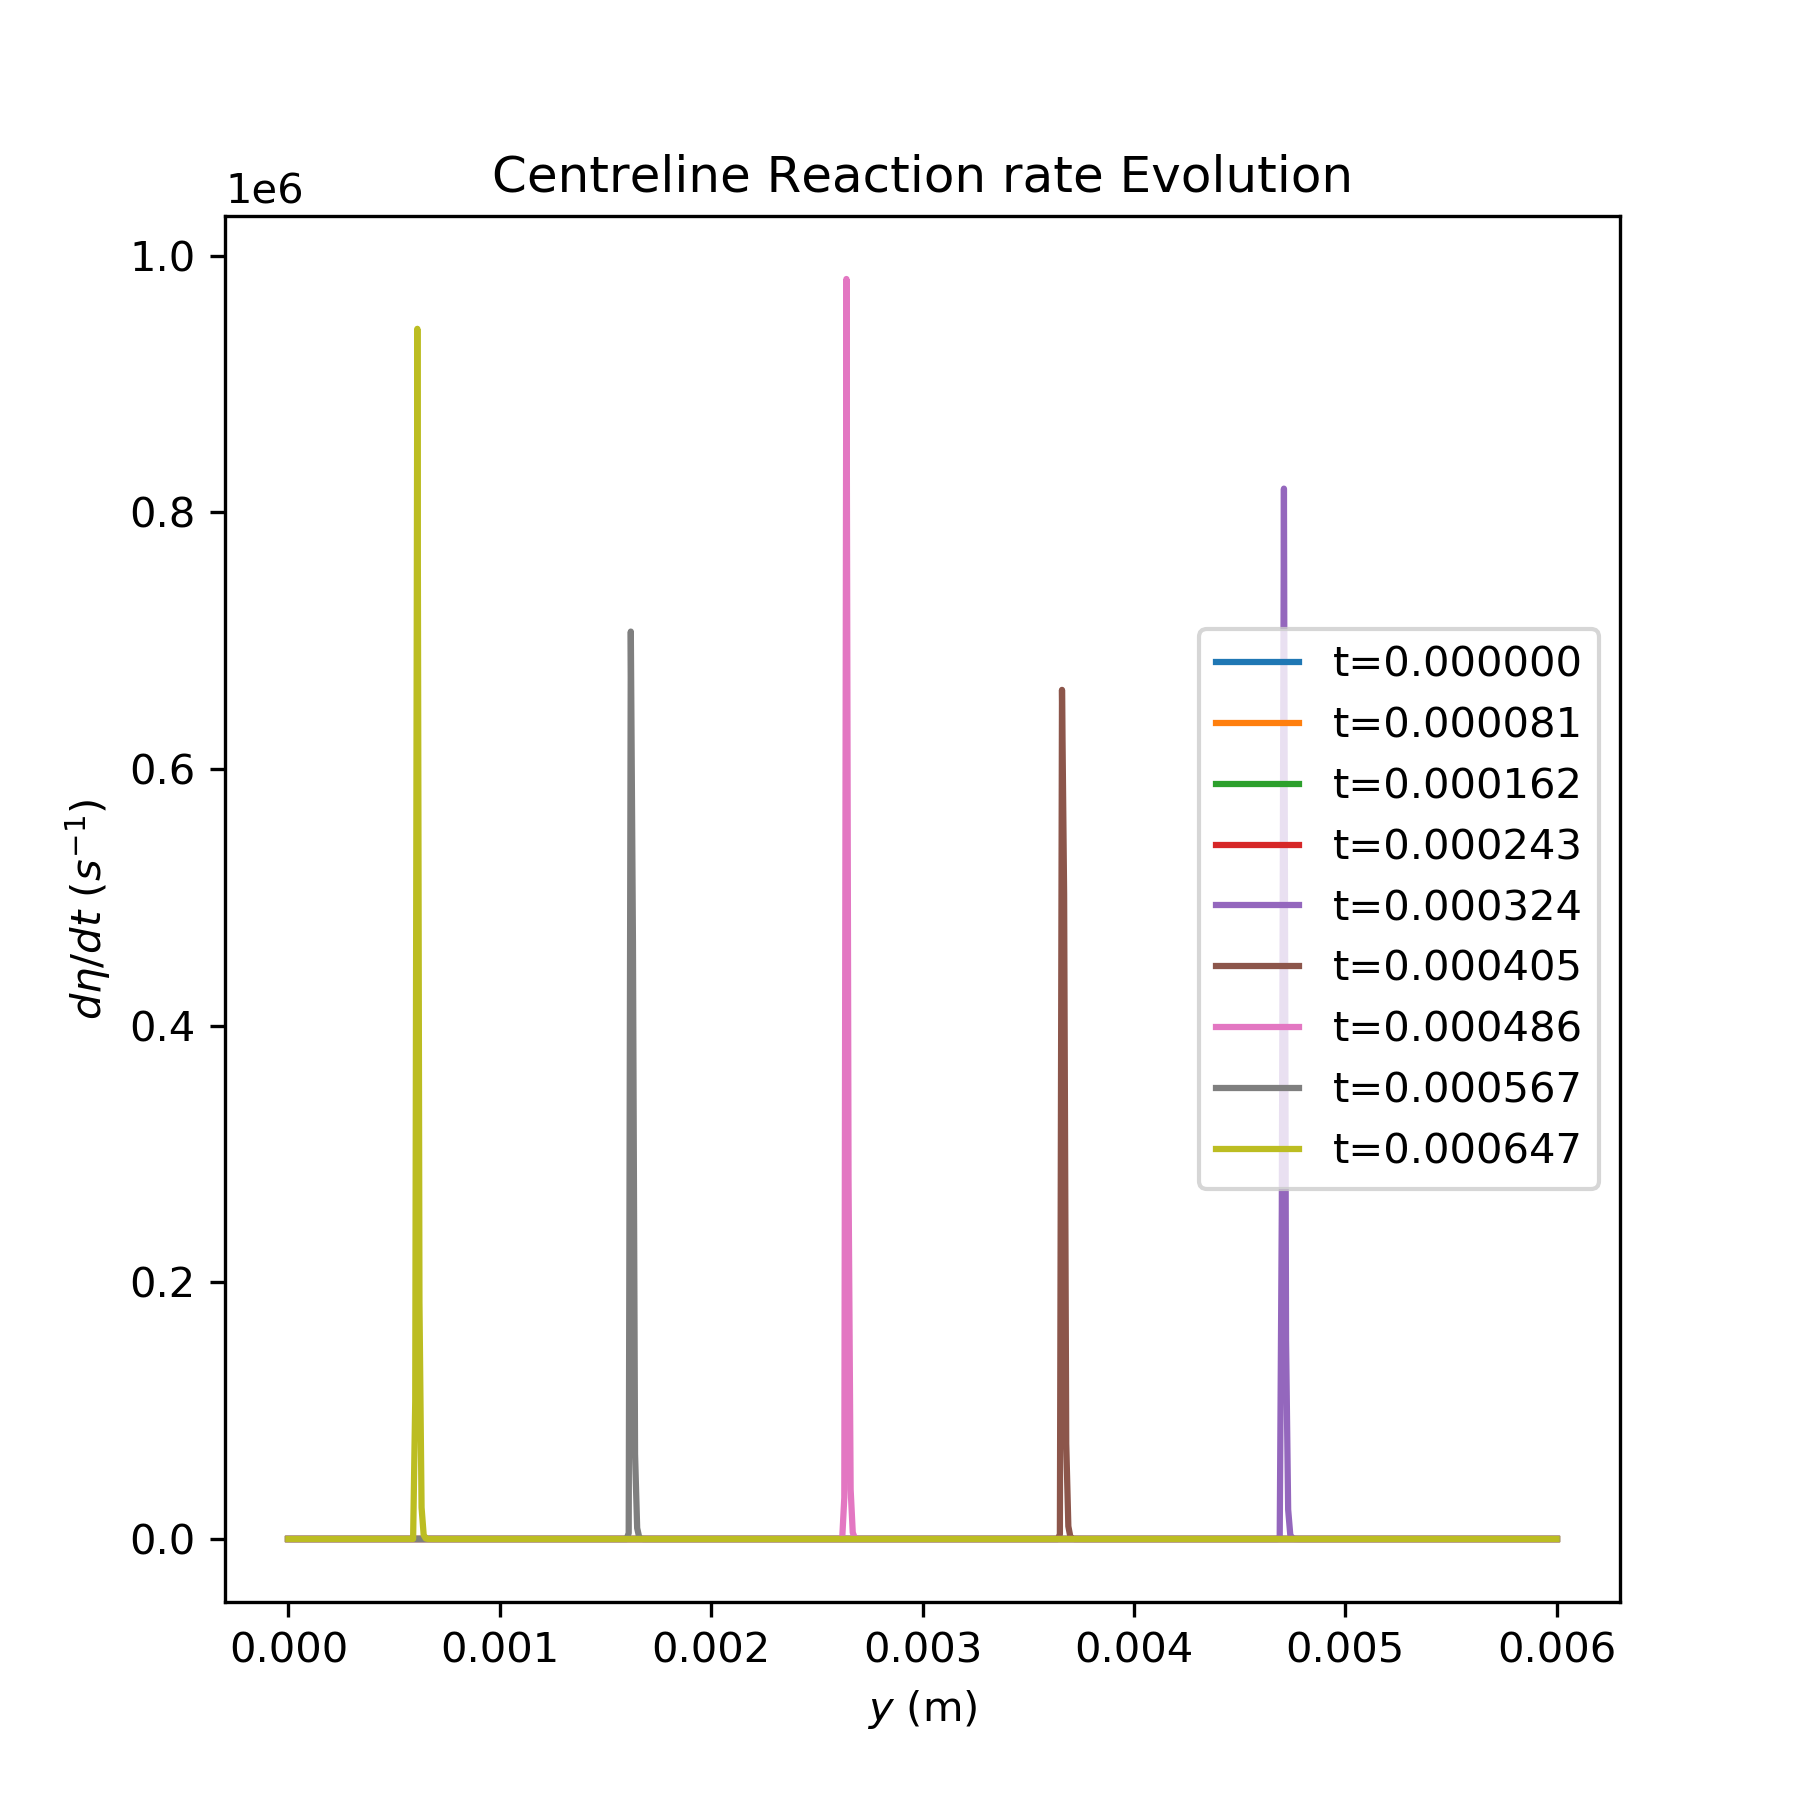 Centreline Reaction rate Evolution
1e6
1.0
0.8
0.6
0.4
0.2
0.0
dη/dt (s⁻¹)
t=0.000000
t=0.000081
t=0.000162
t=0.000243
t=0.000324
t=0.000405
t=0.000486
t=0.000567
t=0.000647
0.000 0.001 0.002 0.003 0.004 0.005 0.006
y (m)